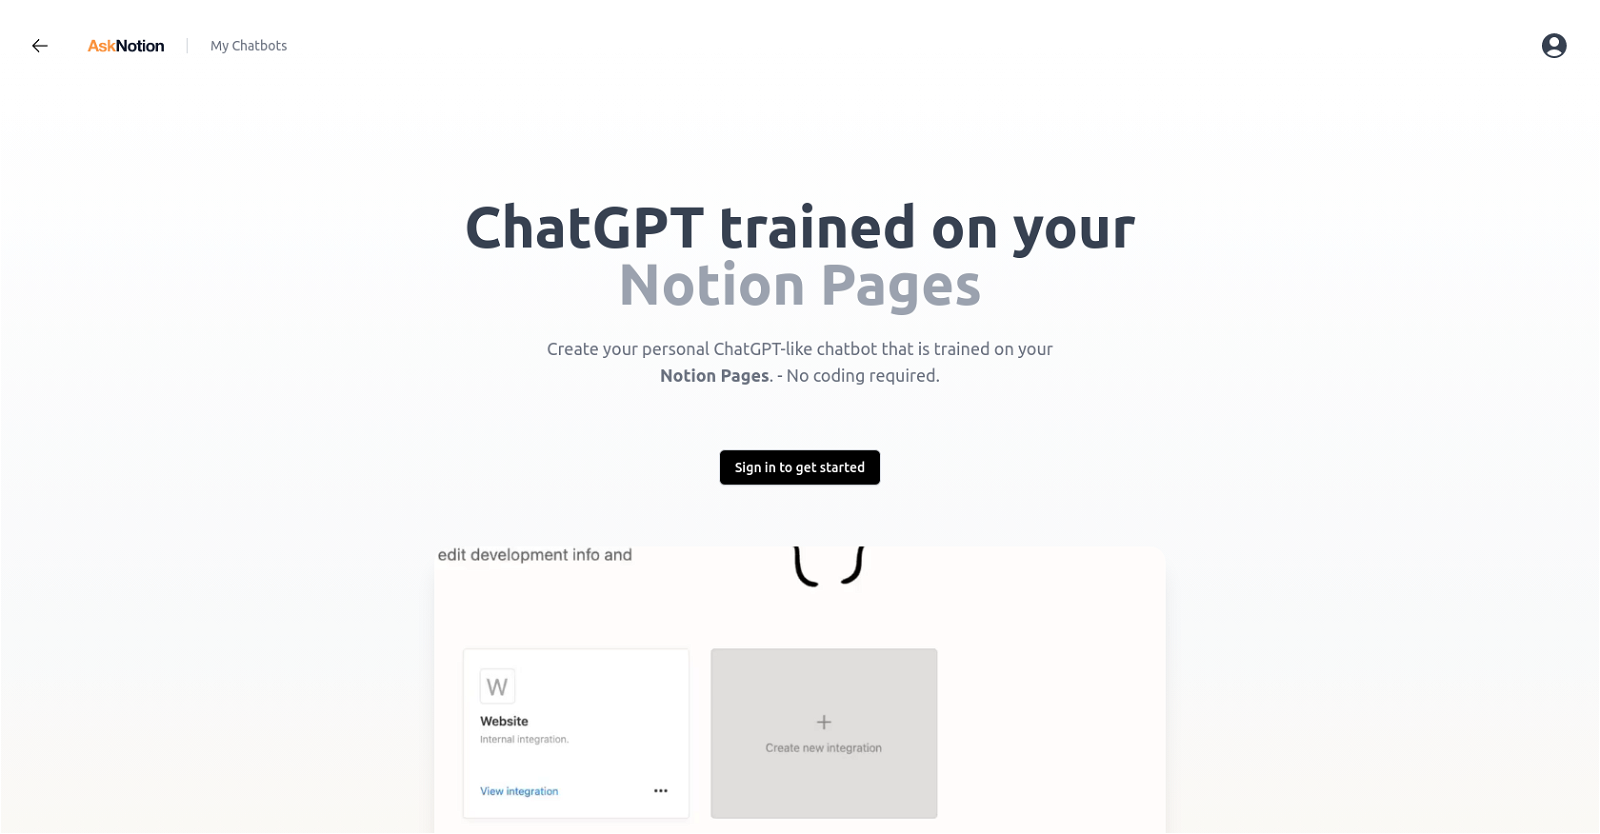 AskNotion
My Chatbots
ChatGPT trained on your
Notion Pages
Create your personal ChatGPT-like chatbot that is trained on your
Notion Pages. - No coding required.
Sign in to get started
edit development info and
W
Website
Internal integration.
View integration
+
Create new integration